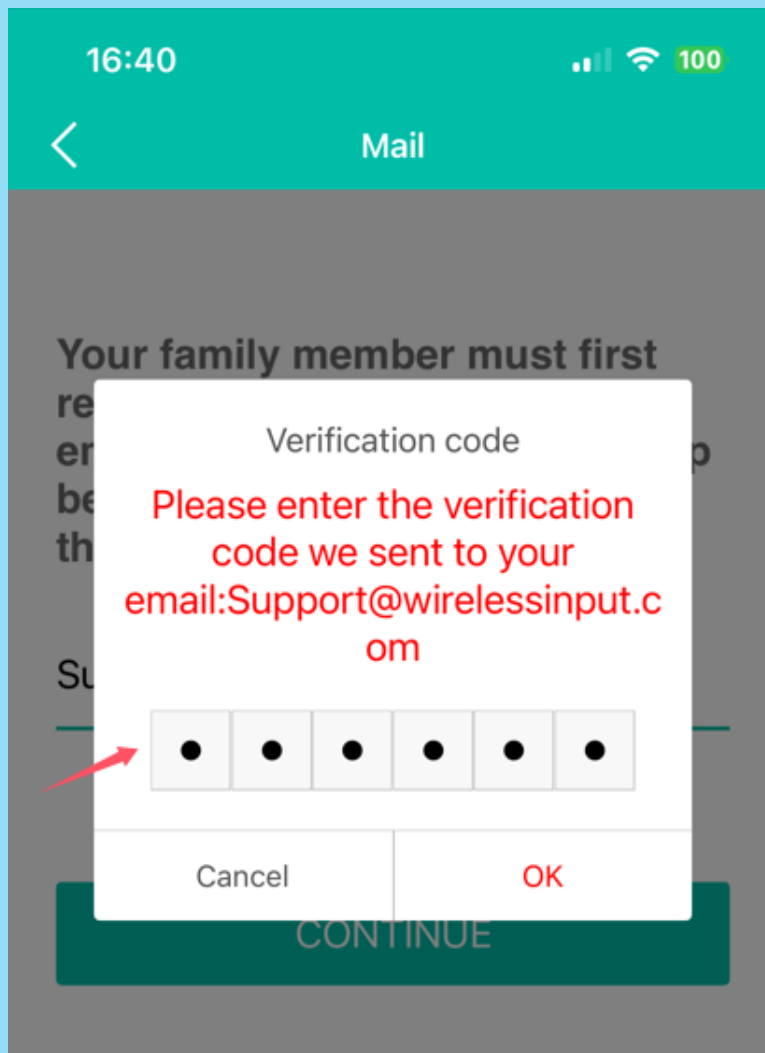 16:40
100
Mail
Your family member must first
re
er
p
be
th
Verification code
Please enter the verification
code we sent to your
email:Support@wirelessinput.c
om
Su
Cancel
OK
CONTINUE